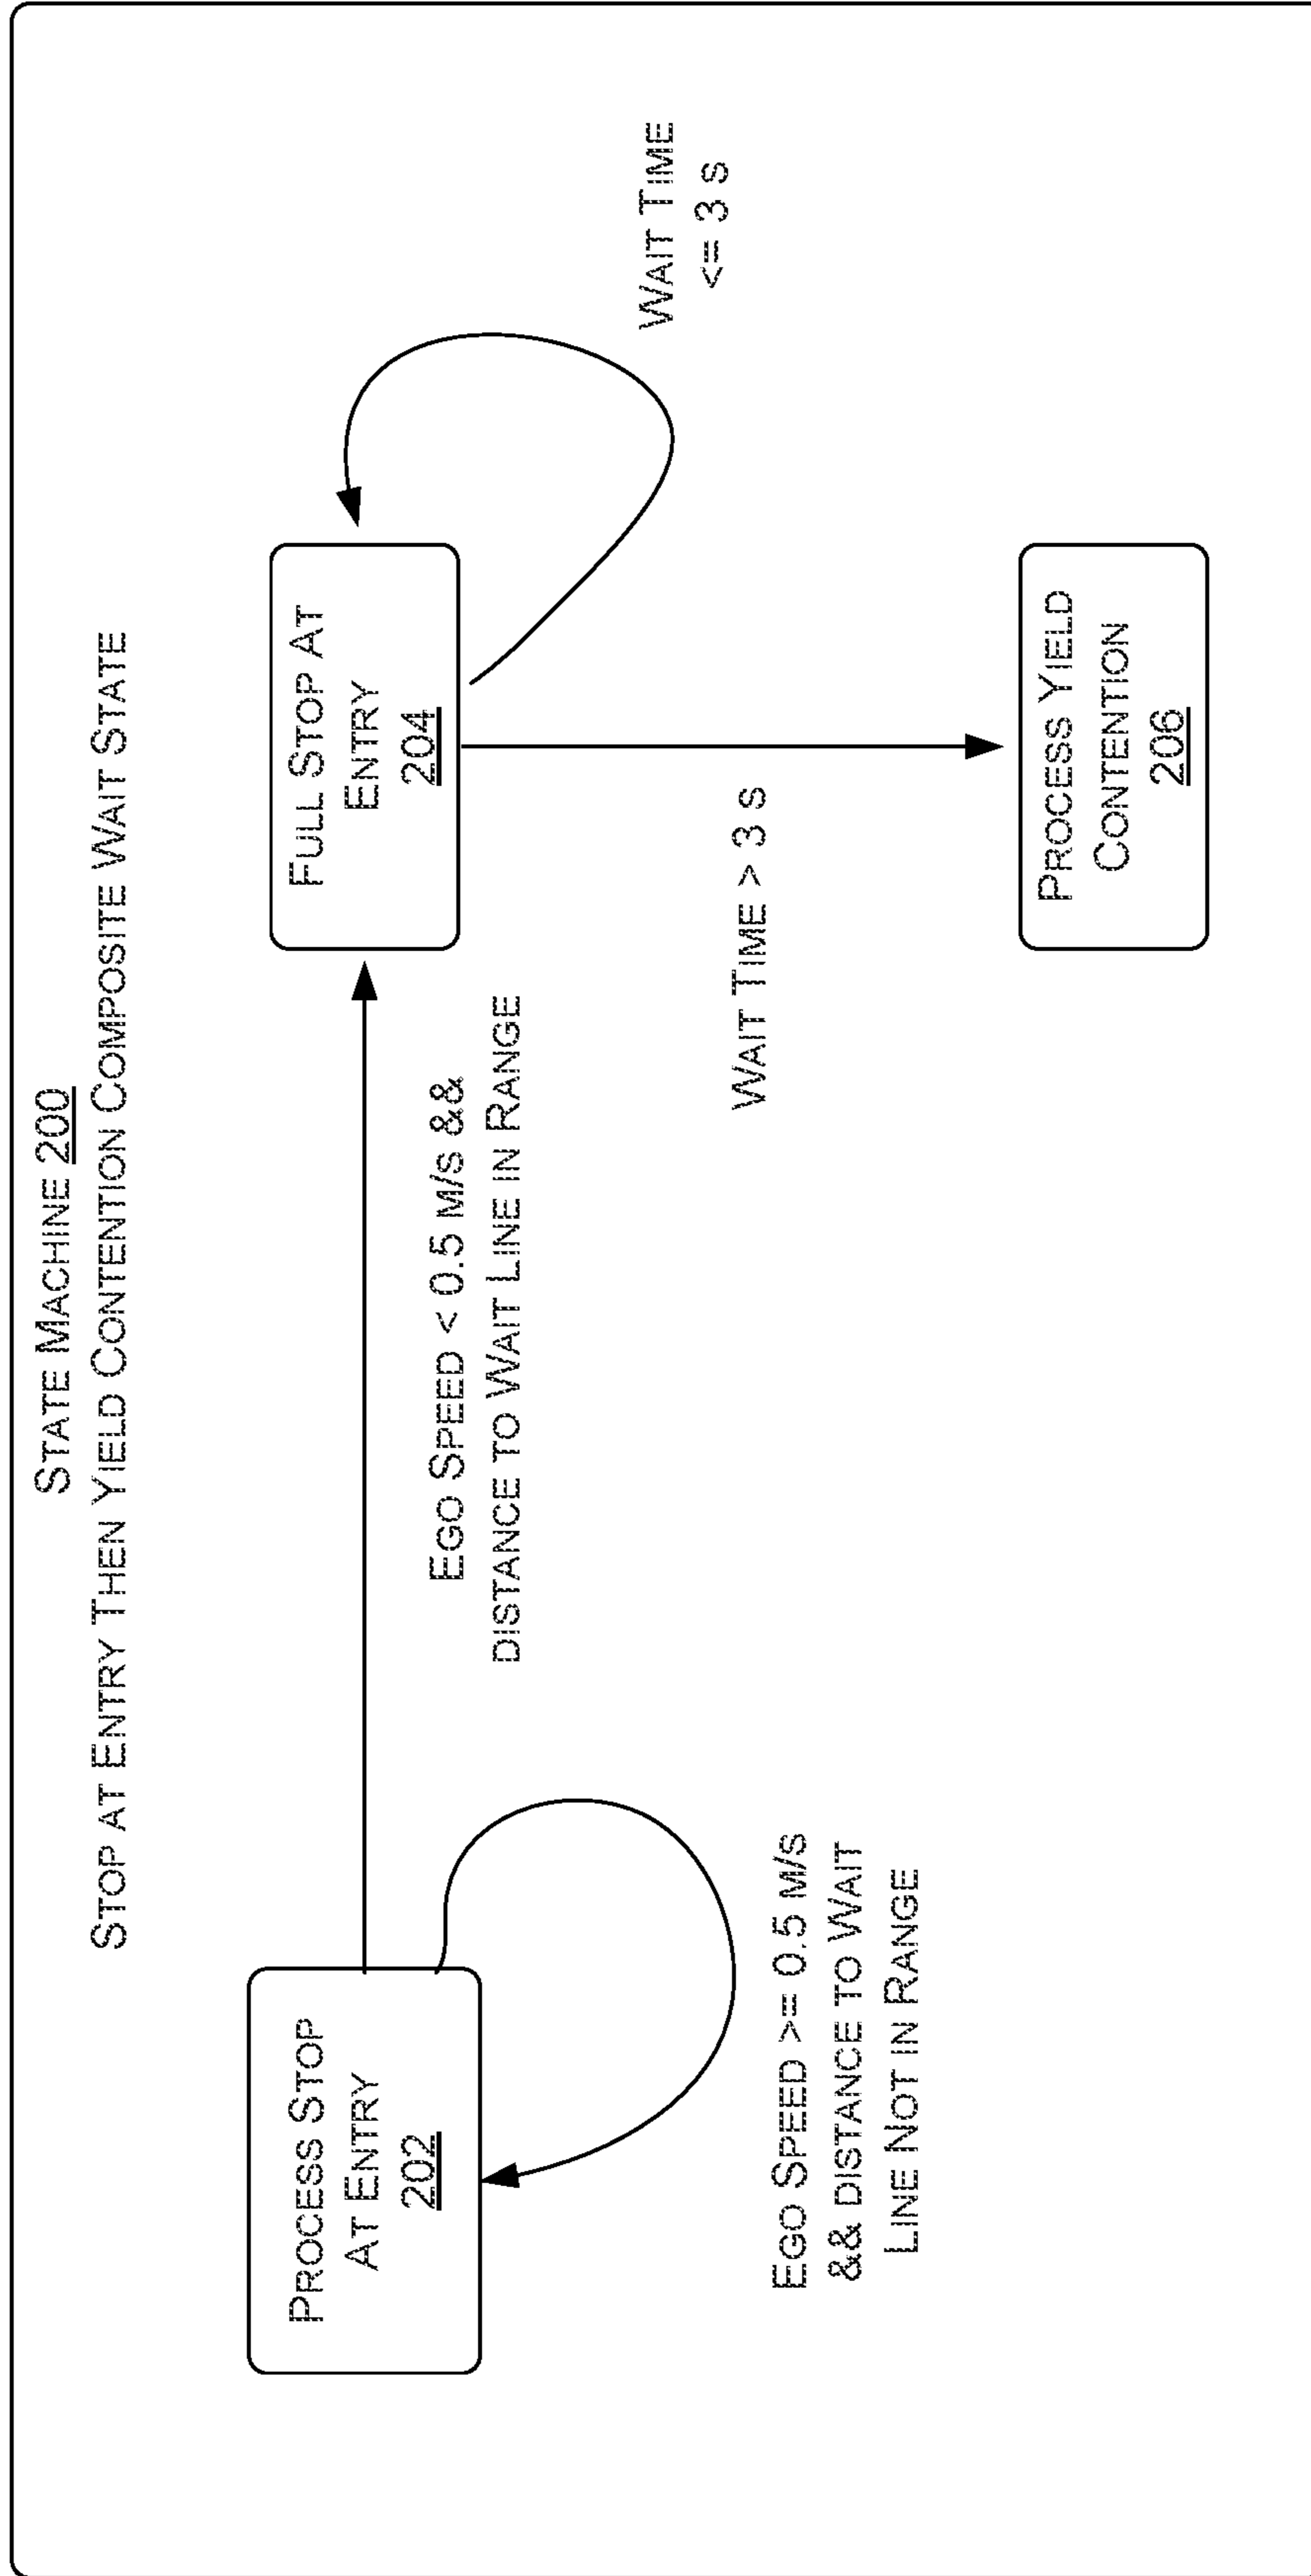 STATE MACHINE 200
STOP AT ENTRY THEN YIELD CONTENTION COMPOSITE WAIT STATE
PROCESS STOP
AT ENTRY
202
EGO SPEED < 0.5 M/S &&
DISTANCE TO WAIT LINE IN RANGE
FULL STOP AT
ENTRY
204
WAIT TIME
<= 3 S
EGO SPEED >= 0.5 M/S
&& DISTANCE TO WAIT
LINE NOT IN RANGE
WAIT TIME > 3 S
PROCESS YIELD
CONTENTION
206